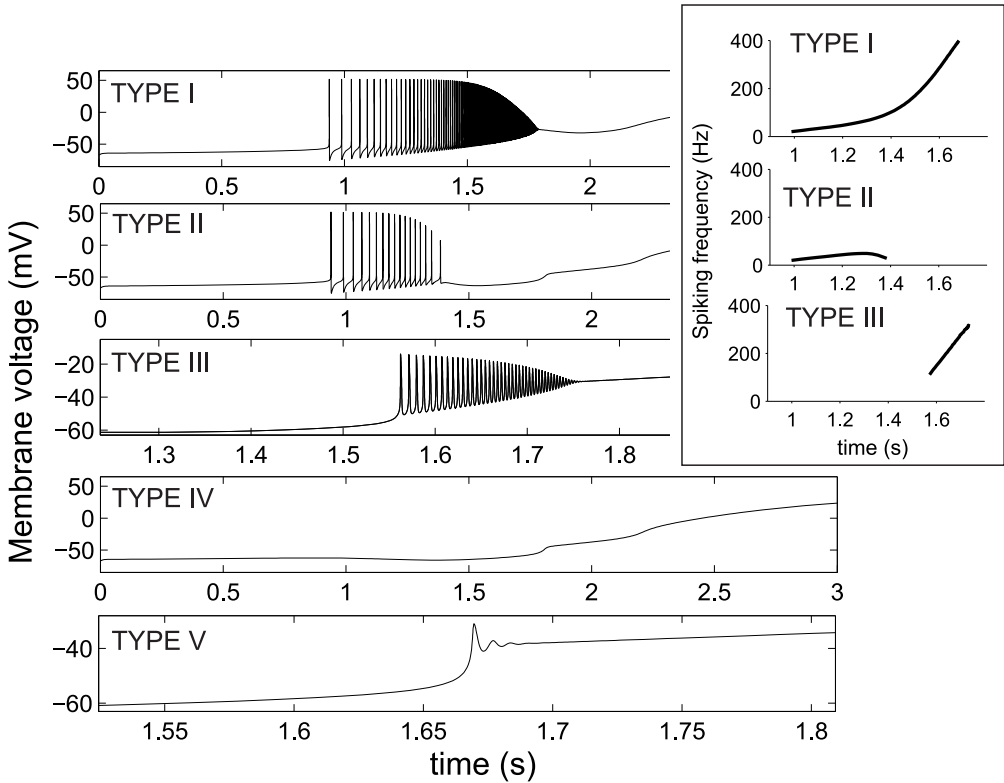 Membrane voltage (mV)
TYPE I
50
0
−50
0 0.5 1 1.5 2
TYPE II
50
0
−50
0 0.5 1 1.5 2
TYPE III
−20
−40
−60
1.3 1.4 1.5 1.6 1.7 1.8
TYPE IV
50
0
−50
0 0.5 1 1.5 2 2.5 3
TYPE V
−40
−60
1.55 1.6 1.65 1.7 1.75 1.8
time (s)
Spiking frequency (Hz)
TYPE I
400
200
0
1 1.2 1.4 1.6
TYPE II
400
200
0
1 1.2 1.4 1.6
TYPE III
400
200
0
1 1.2 1.4 1.6
time (s)